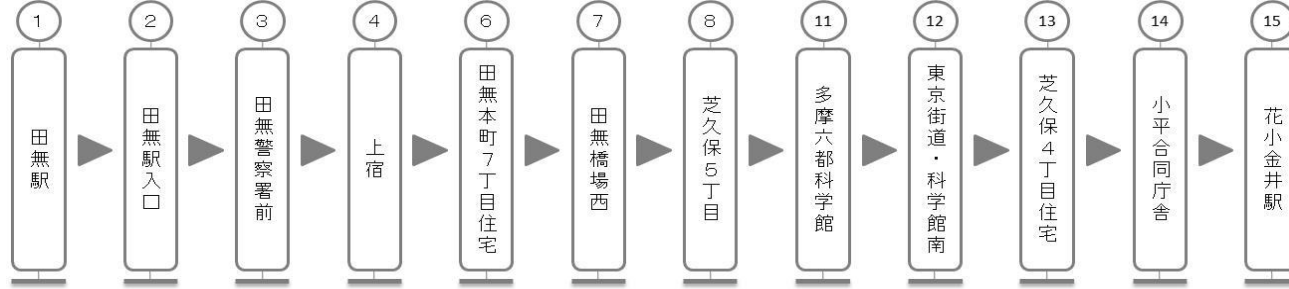 1
田無駅
2
田無駅入口
3
田無警察署前
4
上宿
6
田無本町7丁目住宅
7
田無橋場西
8
芝久保5丁目
11
多摩六都科学館
12
東京街道・科学館南
13
芝久保4丁目住宅
14
小平合同庁舎
15
花小金井駅